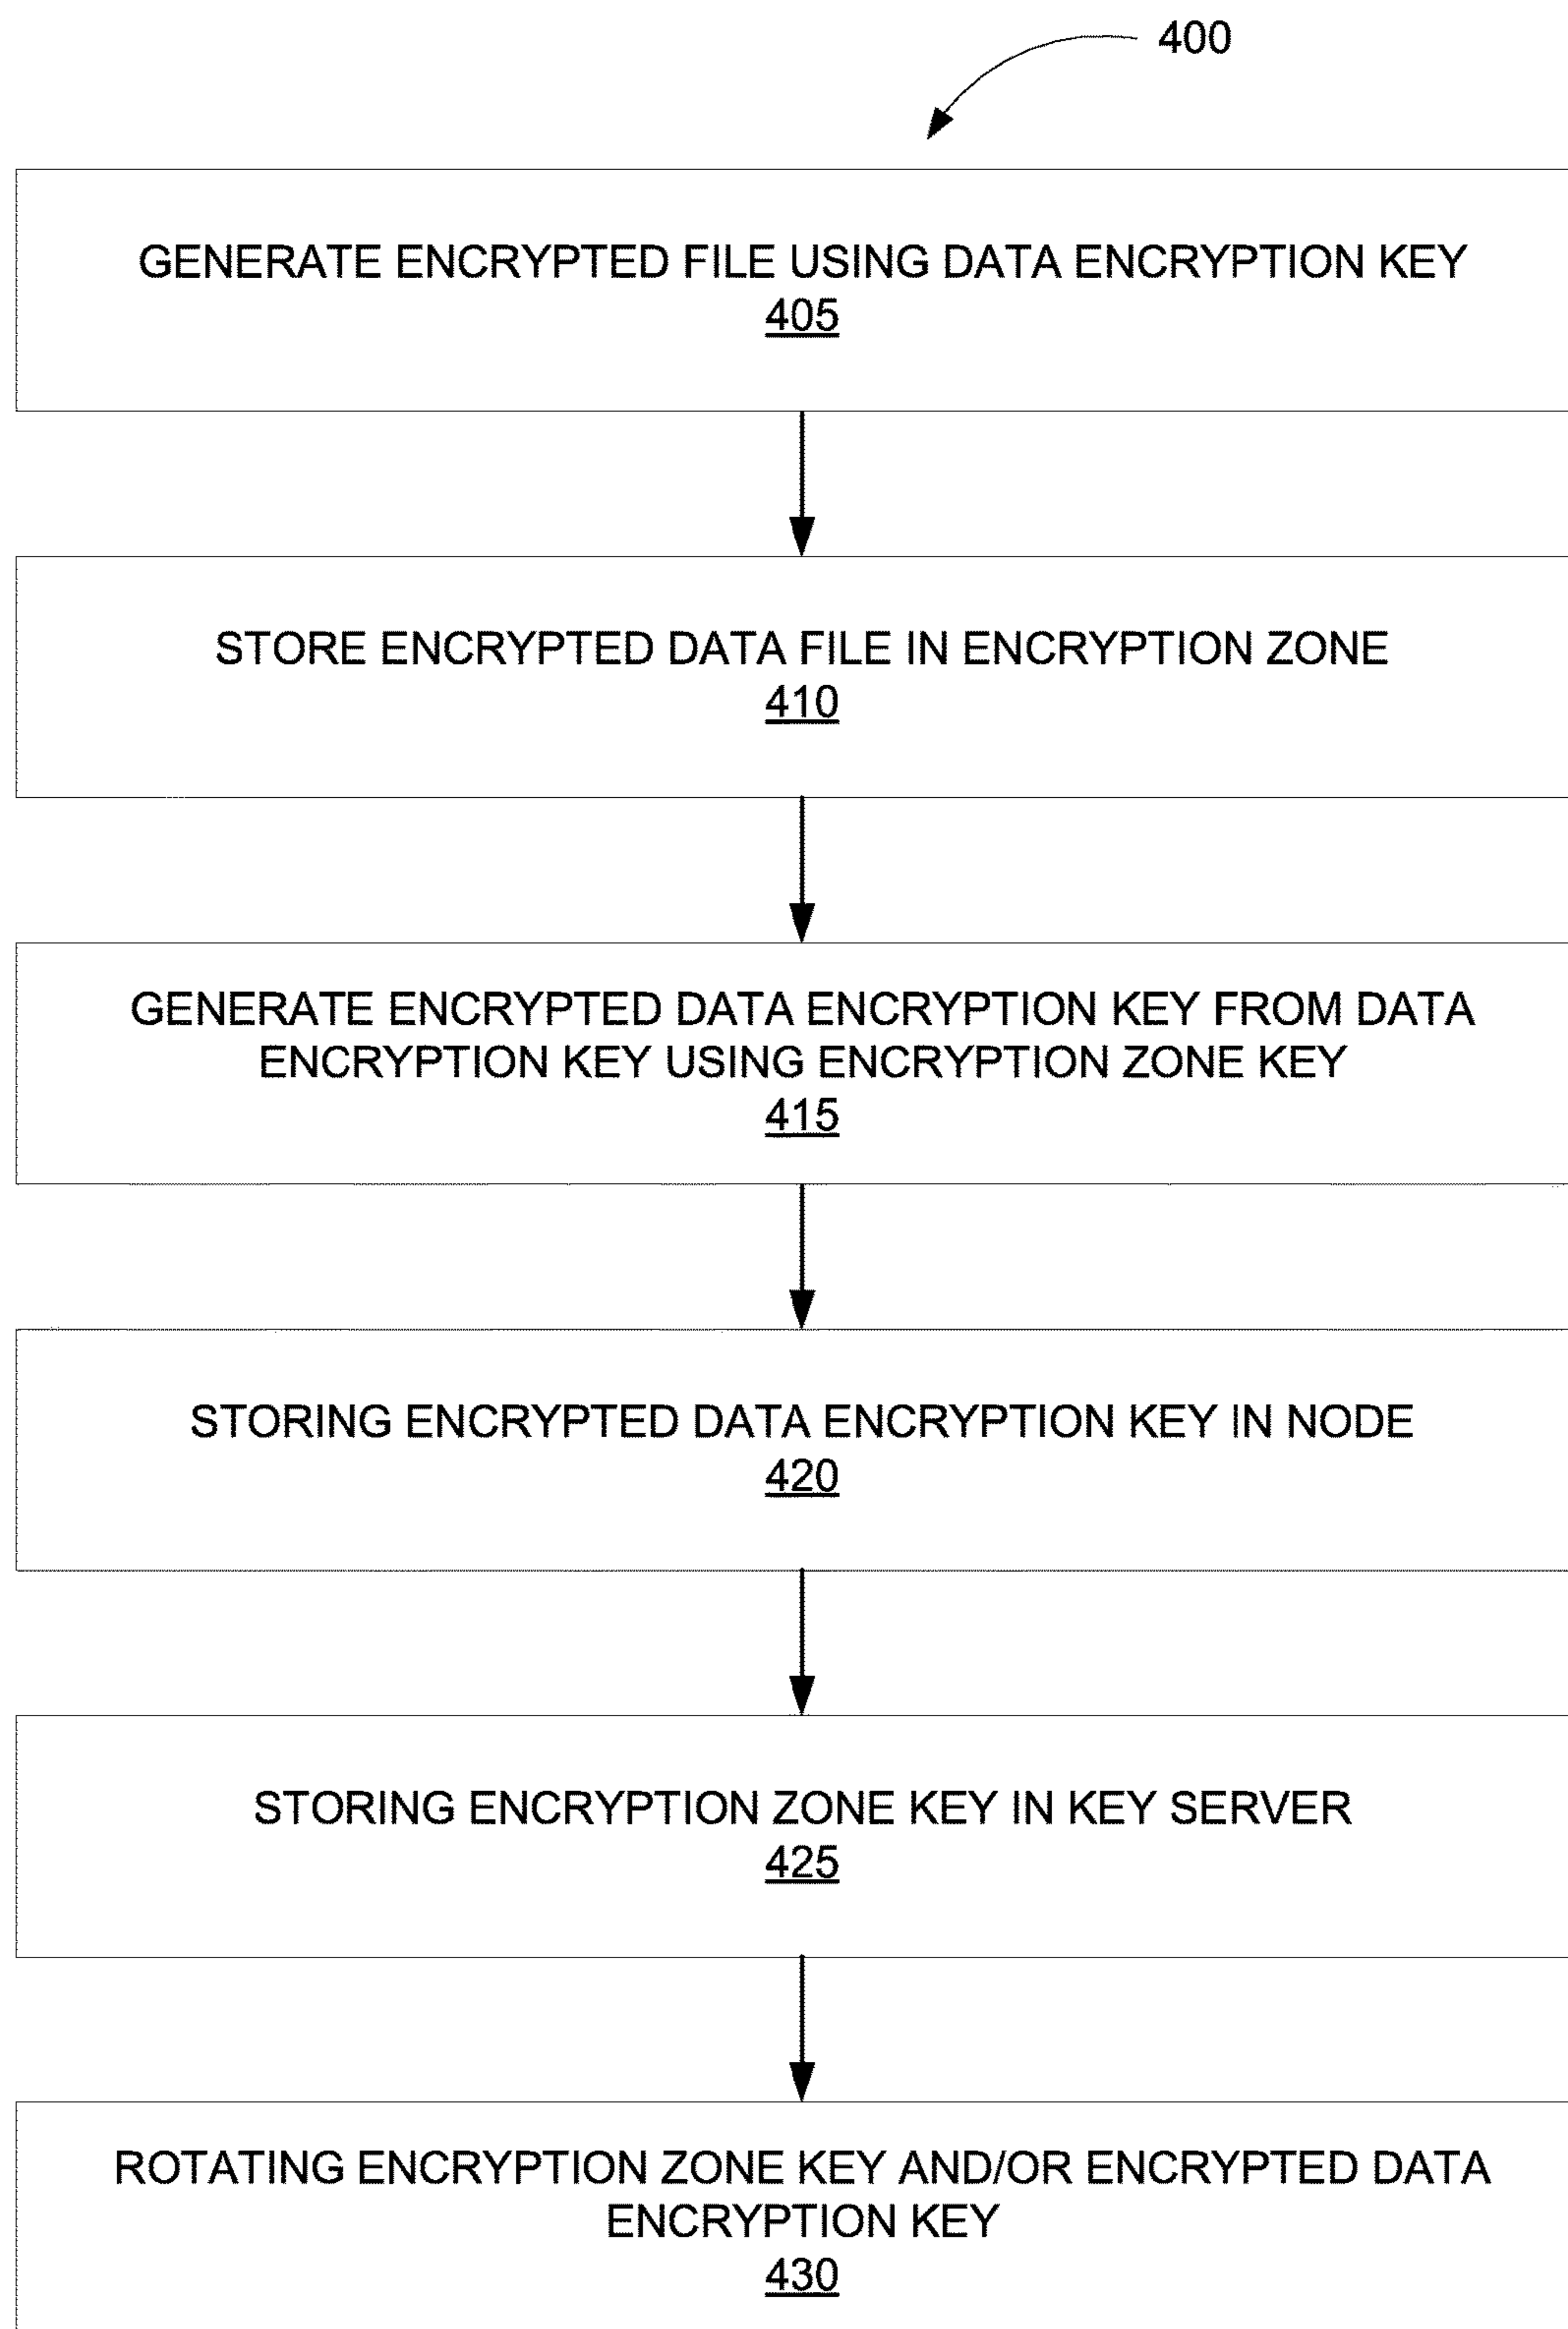 400
GENERATE ENCRYPTED FILE USING DATA ENCRYPTION KEY
405
STORE ENCRYPTED DATA FILE IN ENCRYPTION ZONE
410
GENERATE ENCRYPTED DATA ENCRYPTION KEY FROM DATA
ENCRYPTION KEY USING ENCRYPTION ZONE KEY
415
STORING ENCRYPTED DATA ENCRYPTION KEY IN NODE
420
STORING ENCRYPTION ZONE KEY IN KEY SERVER
425
ROTATING ENCRYPTION ZONE KEY AND/OR ENCRYPTED DATA
ENCRYPTION KEY
430